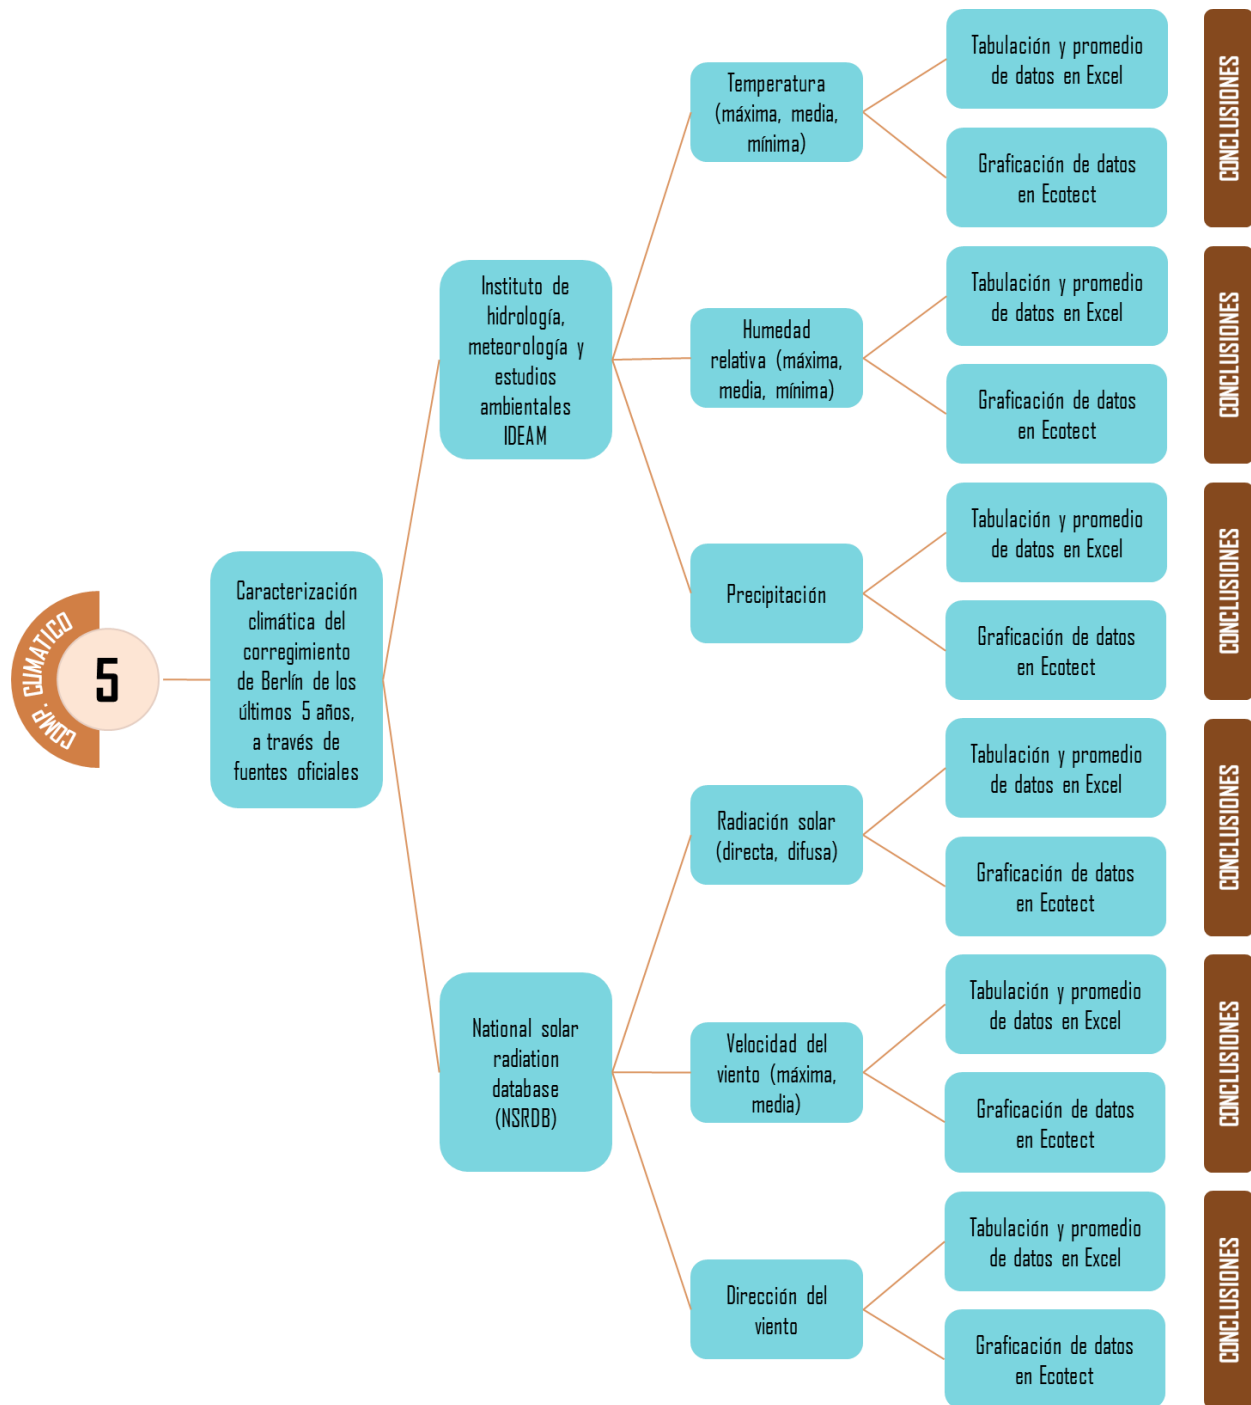 COMP. CLIMATICO
5
Caracterización
climática del
corregimiento
de Berlín de los
últimos 5 años,
a través de
fuentes oficiales
Instituto de
hidrología,
meteorología y
estudios
ambientales
IDEAM
Temperatura
(máxima, media,
mínima)
Tabulación y promedio
de datos en Excel
Graficación de datos
en Ecotect
CONCLUSIONES
Humedad
relativa (máxima,
media, mínima)
Tabulación y promedio
de datos en Excel
Graficación de datos
en Ecotect
CONCLUSIONES
Precipitación
Tabulación y promedio
de datos en Excel
Graficación de datos
en Ecotect
CONCLUSIONES
National solar
radiation
database
(NSRDB)
Radiación solar
(directa, difusa)
Tabulación y promedio
de datos en Excel
Graficación de datos
en Ecotect
CONCLUSIONES
Velocidad del
viento (máxima,
media)
Tabulación y promedio
de datos en Excel
Graficación de datos
en Ecotect
CONCLUSIONES
Dirección del
viento
Tabulación y promedio
de datos en Excel
Graficación de datos
en Ecotect
CONCLUSIONES